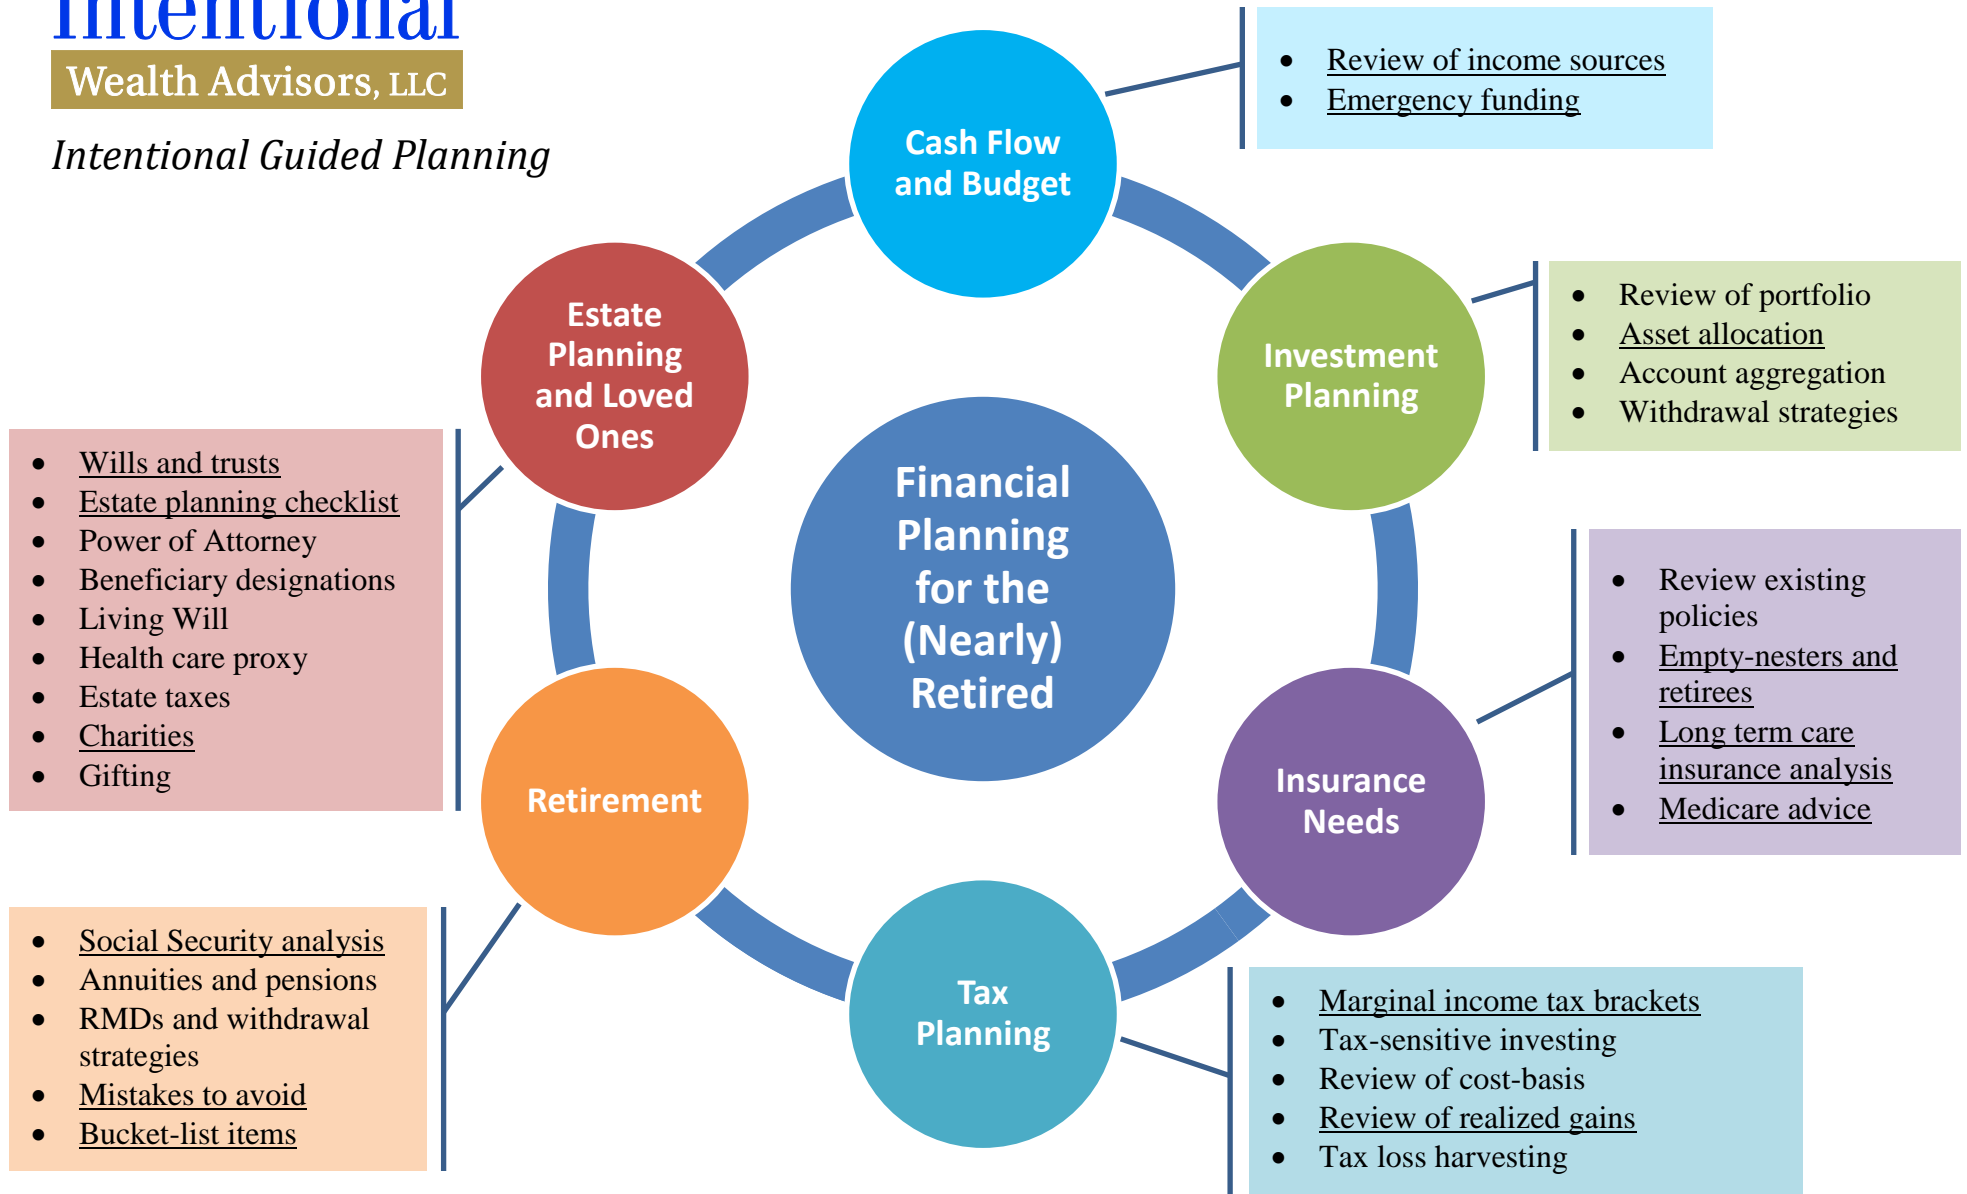 Intentional
Wealth Advisors, LLC
Intentional Guided Planning
Cash Flow
and Budget
• Review of income sources
• Emergency funding
Investment
Planning
• Review of portfolio
• Asset allocation
• Account aggregation
• Withdrawal strategies
Insurance
Needs
• Review existing
policies
• Empty-nesters and
retirees
• Long term care
insurance analysis
• Medicare advice
Tax
Planning
• Marginal income tax brackets
• Tax-sensitive investing
• Review of cost-basis
• Review of realized gains
• Tax loss harvesting
Retirement
• Social Security analysis
• Annuities and pensions
• RMDs and withdrawal
strategies
• Mistakes to avoid
• Bucket-list items
Estate
Planning
and Loved
Ones
• Wills and trusts
• Estate planning checklist
• Power of Attorney
• Beneficiary designations
• Living Will
• Health care proxy
• Estate taxes
• Charities
• Gifting
Financial
Planning
for the
(Nearly)
Retired